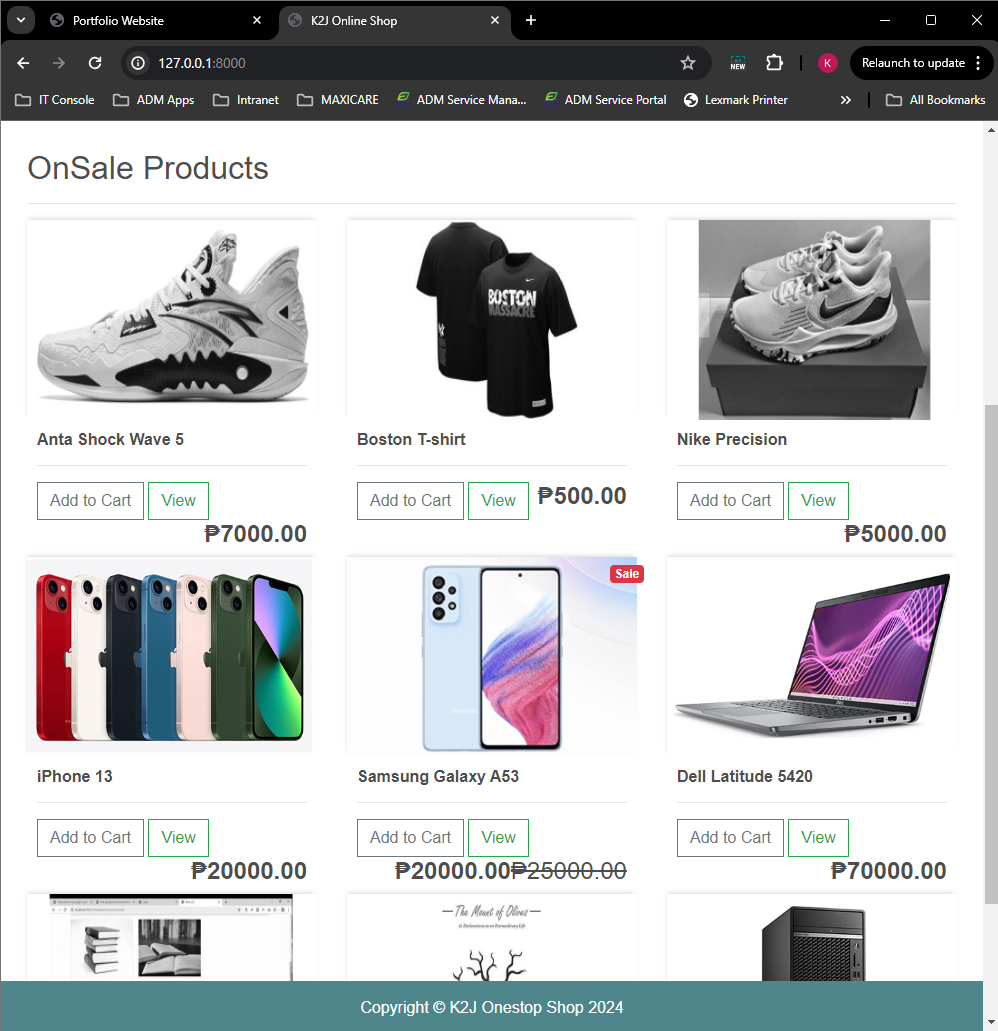 Portfolio Website
K2J Online Shop
127.0.0.1:8000
NEW
K
Relaunch to update
IT Console
ADM Apps
Intranet
MAXICARE
ADM Service Mana...
ADM Service Portal
Lexmark Printer
All Bookmarks
OnSale Products
BOSTON
MASSACRE
Anta Shock Wave 5
Boston T-shirt
Nike Precision
Add to Cart View
₱7000.00
Add to Cart View ₱500.00
Add to Cart View
₱5000.00
Sale
iPhone 13
Samsung Galaxy A53
Dell Latitude 5420
Add to Cart View
₱20000.00
Add to Cart View
₱20000.00₱25000.00
Add to Cart View
₱70000.00
The Mount of Olives
Copyright © K2J Onestop Shop 2024